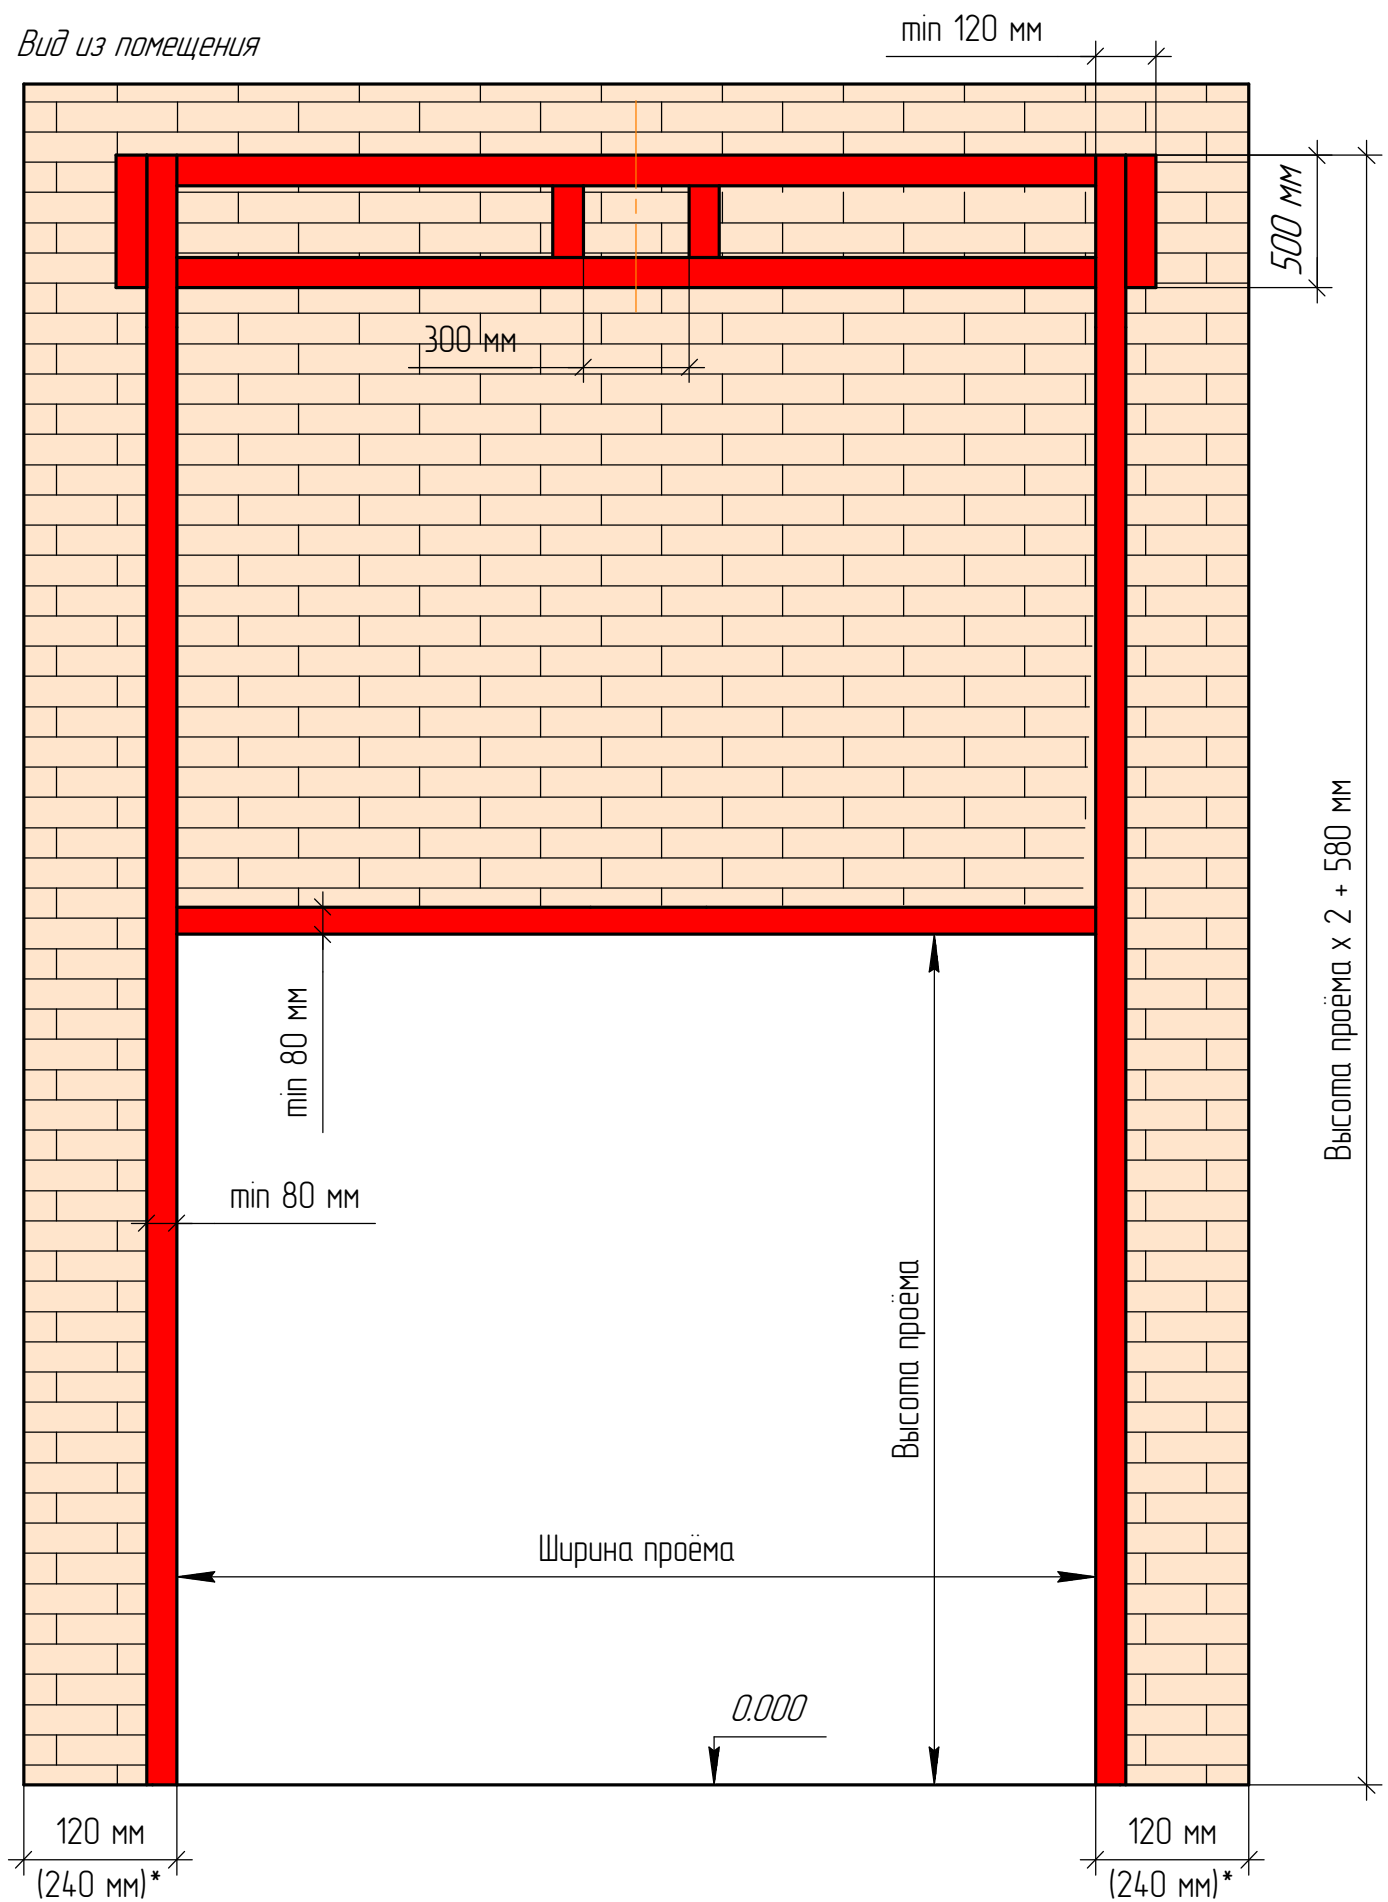 Вид из помещения
min 120 мм
500 мм
300 мм
Высота проёма х 2 + 580 мм
min 80 мм
min 80 мм
Высота проёма
Ширина проёма
0.000
120 мм
(240 мм)*
120 мм
(240 мм)*